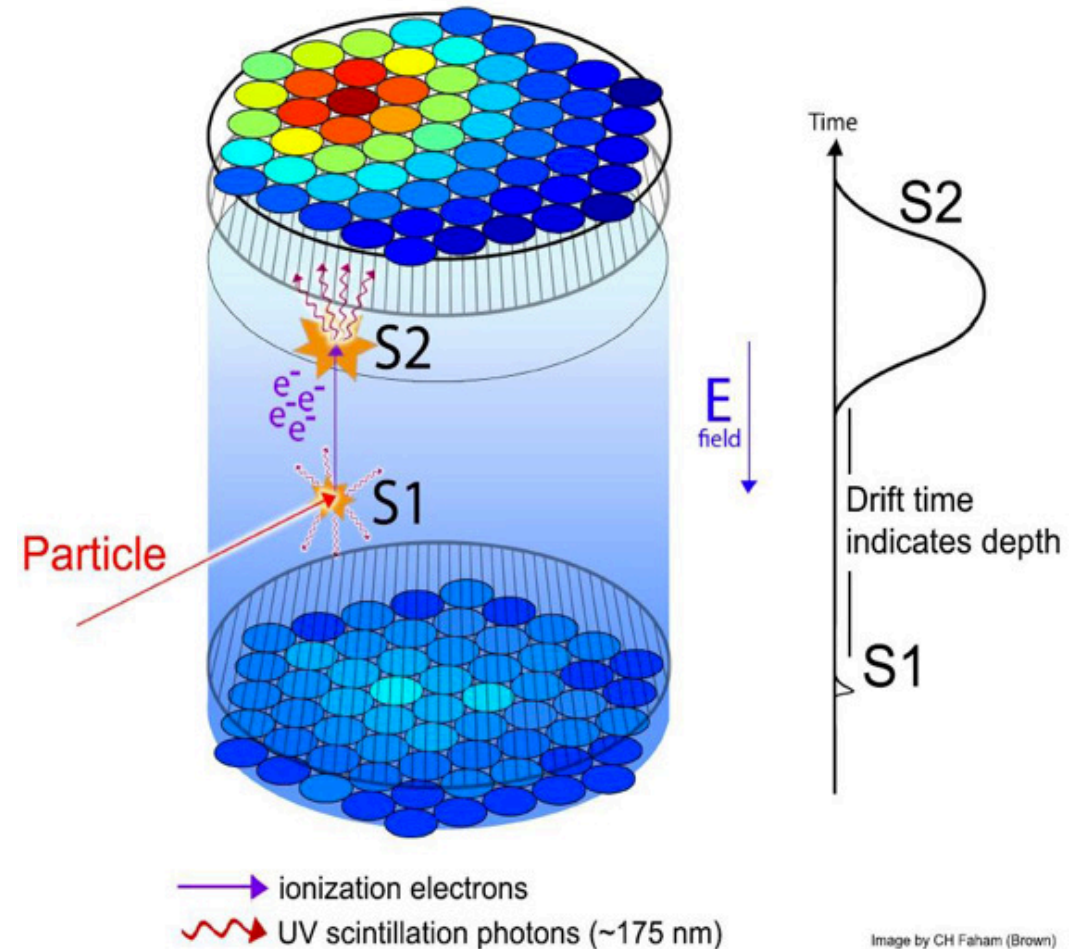 Time
S2
S2
e-
e- e-
e-
E
field
S1
Drift time
indicates depth
Particle
S1
ionization electrons
UV scintillation photons (~175 nm)
Image by CH Faham (Brown)